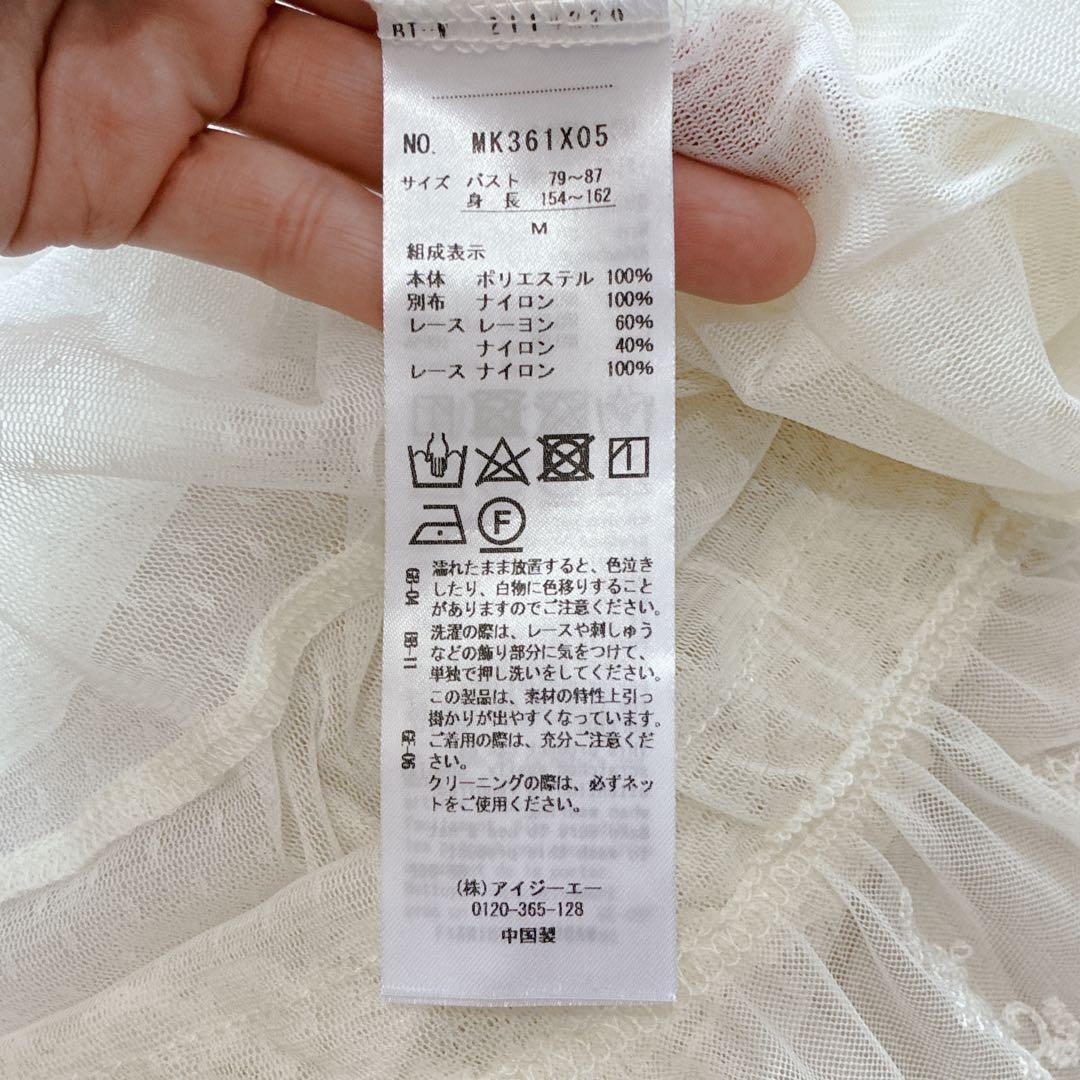 NO. MK361X05
サイズ バスト 79~87
身 長 154~162
M
組成表示
本体 ポリエステル 100%
別布 ナイロン 100%
レース レーヨン 60%
ナイロン 40%
レース ナイロン 100%
F
GB-04
濡れたまま放置すると、色泣き
したり、白物に色移りすること
がありますのでご注意ください。
洗濯の際は、レースや刺しゅう
などの飾り部分に気をつけて、
単独で押し洗いをしてください。
この製品は、素材の特性上引っ
掛かりが出やすくなっています。
GF-06
ご着用の際は、充分ご注意くだ
さい。
クリーニングの際は、必ずネッ
トをご使用ください。
(株)アイジーエー
0120-365-128
中国製